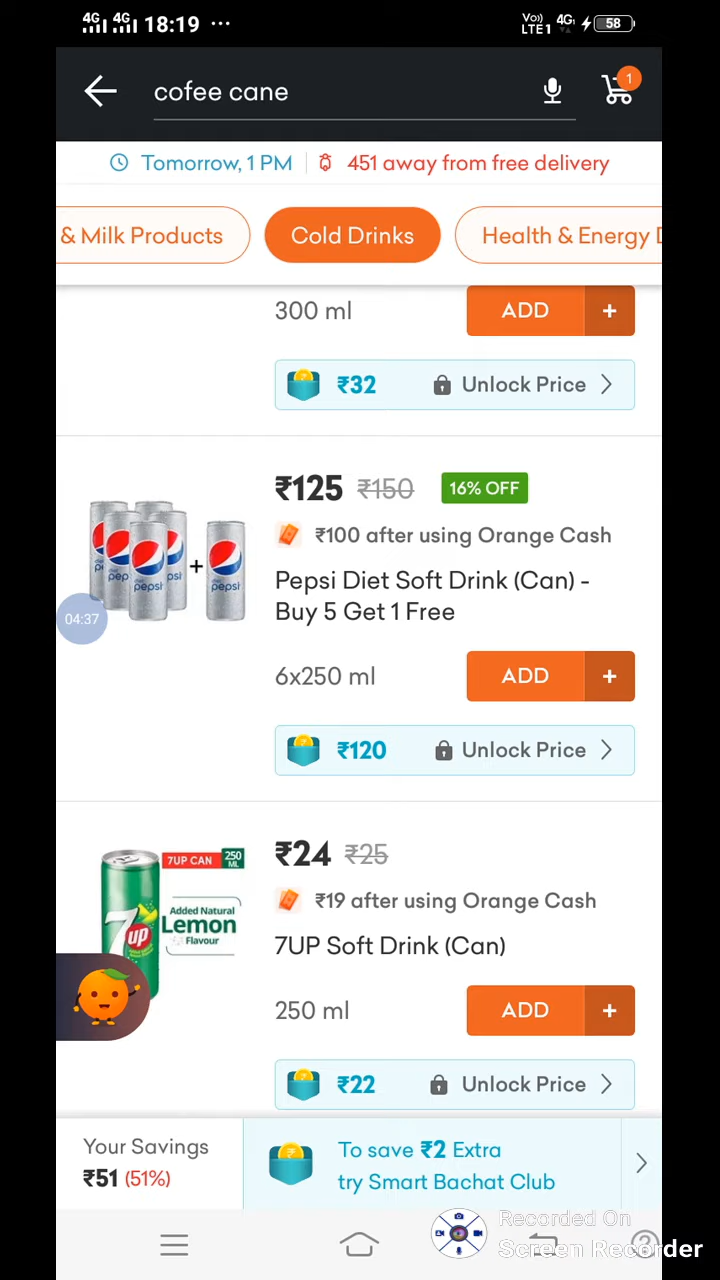 4G 4G 18:19 ...
Vo)) LTE1 4G 58
cofee cane
1
Tomorrow, 1 PM 451 away from free delivery
& Milk Products Cold Drinks Health & Energy D
300 ml ADD +
₹32 Unlock Price
₹125 ₹150 16% OFF
₹100 after using Orange Cash
Pepsi Diet Soft Drink (Can) -
Buy 5 Get 1 Free
+
pepsi pepsi
04:37
6x250 ml ADD +
₹120 Unlock Price
₹24 ₹25
7UP CAN 250 ML
₹19 after using Orange Cash
Added Natural
Lemon
Flavour
7up
7UP Soft Drink (Can)
250 ml ADD +
₹22 Unlock Price
Your Savings
₹51 (51%)
To save ₹2 Extra
try Smart Bachat Club
Recorded On
Screen Recorder